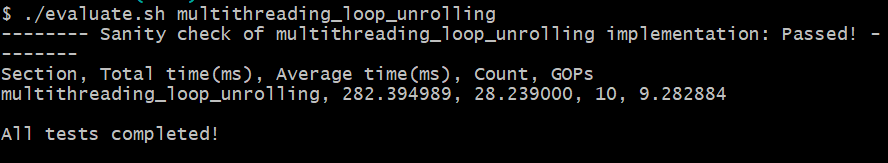 $ ./evaluate.sh multithreading_loop_unrolling
-------- Sanity check of multithreading_loop_unrolling implementation: Passed! -
-------
Section, Total time(ms), Average time(ms), Count, GOPs
multithreading_loop_unrolling, 282.394989, 28.239000, 10, 9.282884
All tests completed!